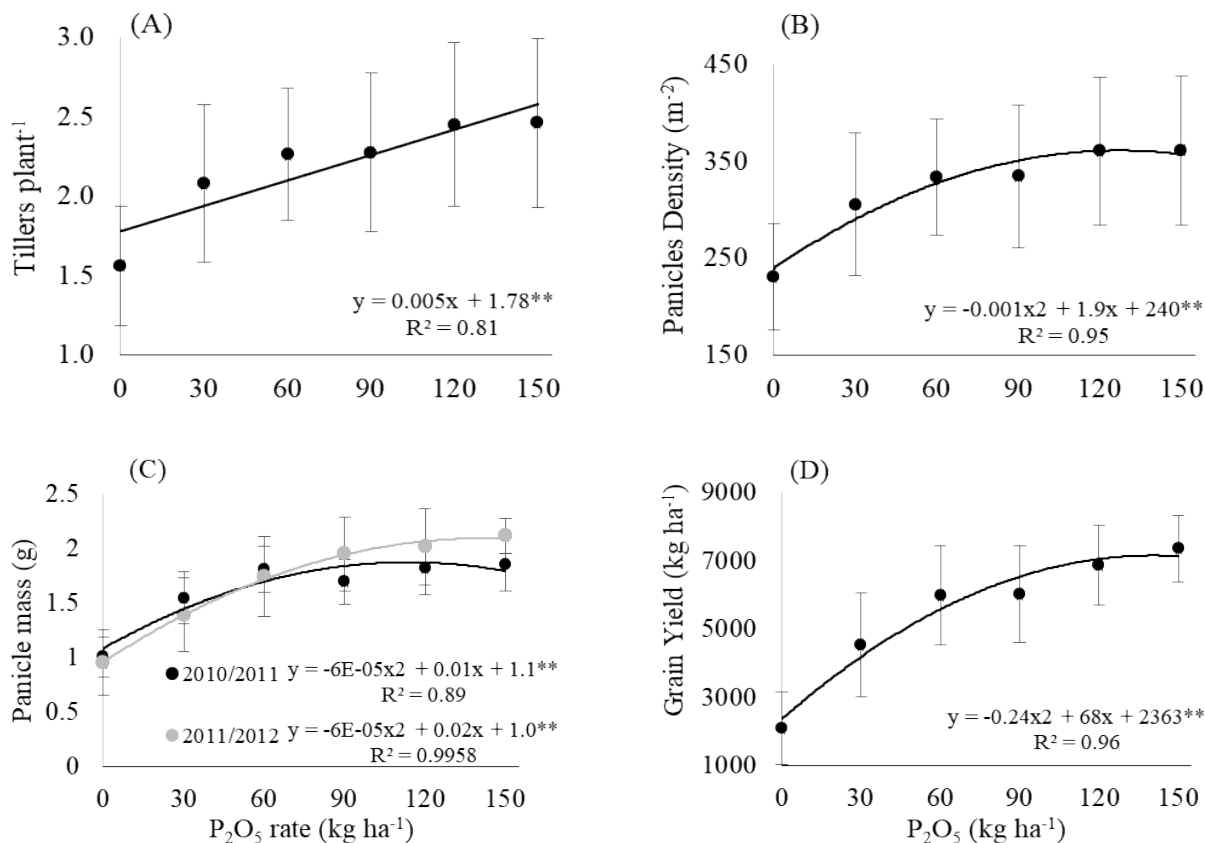 (A)
Tillers plant⁻¹
3.0
2.5
2.0
1.5
1.0
y = 0.005x + 1.78**
R² = 0.81
0 30 60 90 120 150
(B)
Panicles Density (m⁻²)
450
350
250
150
y = -0.001x2 + 1.9x + 240**
R² = 0.95
0 30 60 90 120 150
(C)
Panicle mass (g)
2.5
2
1.5
1
0.5
0
2010/2011 y = -6E-05x2 + 0.01x + 1.1**
R² = 0.89
2011/2012 y = -6E-05x2 + 0.02x + 1.0**
R² = 0.9958
0 30 60 90 120 150
P₂O₅ rate (kg ha⁻¹)
(D)
Grain Yield (kg ha⁻¹)
9000
7000
5000
3000
1000
y = -0.24x2 + 68x + 2363**
R² = 0.96
0 30 60 90 120 150
P₂O₅ (kg ha⁻¹)